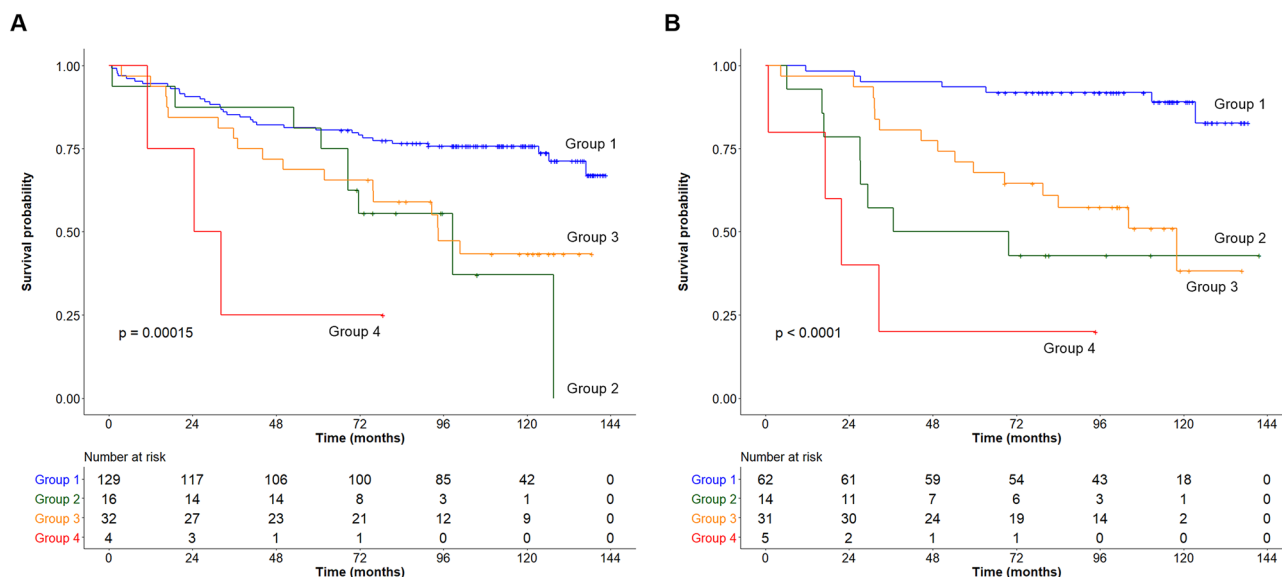 A
B
Survival probability
1.00
0.75
0.50
0.25
0.00
Group 1
Group 3
Group 4
Group 2
p = 0.00015
0 24 48 72 96 120 144
Time (months)
Number at risk
Group 1 129 117 106 100 85 42 0
Group 2 16 14 14 8 3 1 0
Group 3 32 27 23 21 12 9 0
Group 4 4 3 1 1 0 0 0
0 24 48 72 96 120 144
Time (months)
Survival probability
1.00
0.75
0.50
0.25
0.00
Group 1
Group 2
Group 3
Group 4
p < 0.0001
0 24 48 72 96 120 144
Time (months)
Number at risk
Group 1 62 61 59 54 43 18 0
Group 2 14 11 7 6 3 1 0
Group 3 31 30 24 19 14 2 0
Group 4 5 2 1 1 0 0 0
0 24 48 72 96 120 144
Time (months)